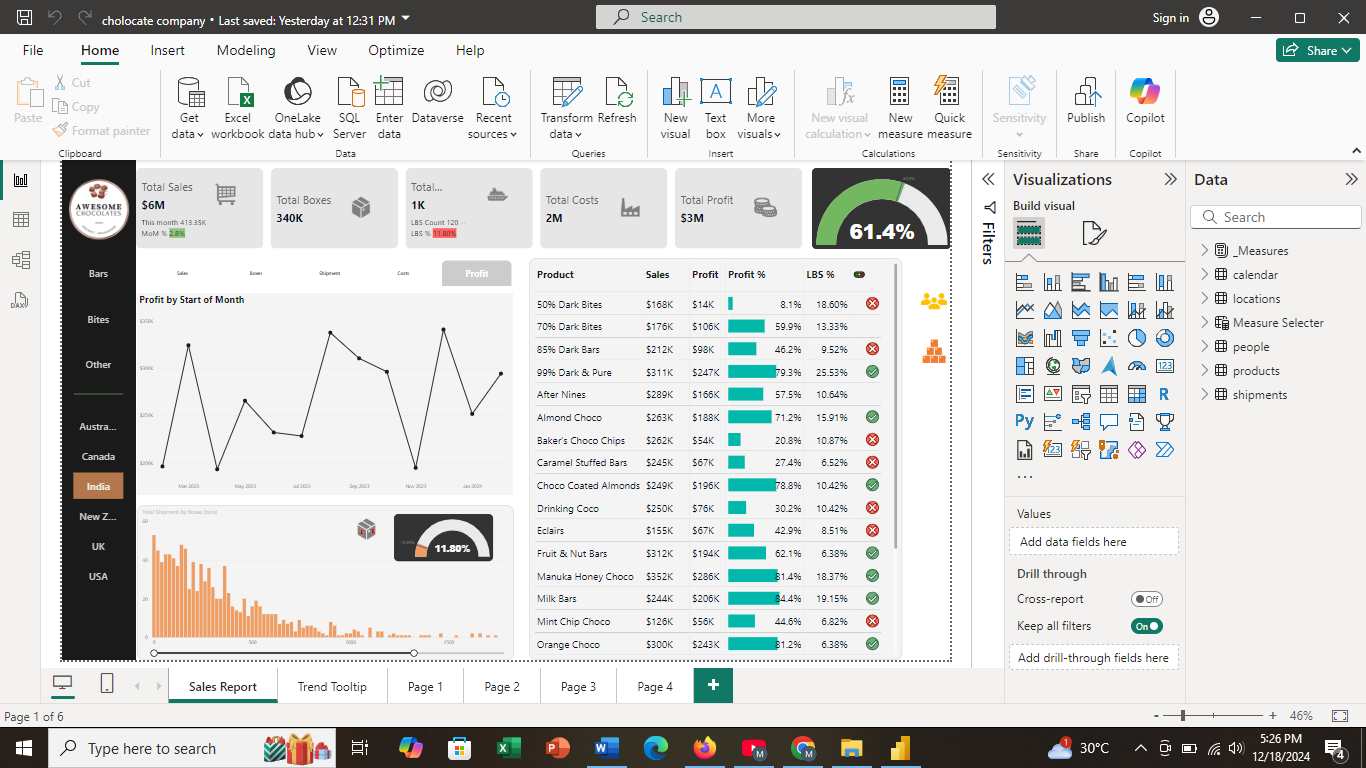 cholocate company • Last saved: Yesterday at 12:31 PM
Search
Sign in
File Home Insert Modeling View Optimize Help
Share
Paste
Cut
Copy
Format painter
Clipboard
Get data
Excel workbook
OneLake data hub
SQL Server
Enter data
Dataverse
Recent sources
Data
Transform data
Refresh
Queries
New visual
Text box
More visuals
Insert
New visual calculation
New measure
Quick measure
Calculations
Sensitivity
Sensitivity
Publish
Share
Copilot
Copilot
AWESOME
CHOCOLATES
Bars
Bites
Other
Austra...
Canada
India
New Z...
UK
USA
Total Sales
$6M
This month 413.35K
MoM % 2.8%
Total Boxes
340K
Total...
1K
LBS Count 120
LBS % 11.80%
Total Costs
2M
Total Profit
$3M
61.4%
Sales Boxes Shipment Costs Profit
Profit by Start of Month
$350K
$300K
$250K
$200K
Mar 2023 May 2023 Jul 2023 Sep 2023 Nov 2023 Jan 2024
Total Shipment by Boxes (bins)
60
40
20
0
0 500 1000 1500
11.80%
Product Sales Profit Profit % LBS %
50% Dark Bites $168K $14K 8.1% 18.60%
70% Dark Bites $176K $106K 59.9% 13.33%
85% Dark Bars $212K $98K 46.2% 9.52%
99% Dark & Pure $311K $247K 79.3% 25.53%
After Nines $289K $166K 57.5% 10.64%
Almond Choco $263K $188K 71.2% 15.91%
Baker's Choco Chips $262K $54K 20.8% 10.87%
Caramel Stuffed Bars $245K $67K 27.4% 6.52%
Choco Coated Almonds $249K $196K 78.8% 10.42%
Drinking Coco $250K $76K 30.2% 10.42%
Eclairs $155K $67K 42.9% 8.51%
Fruit & Nut Bars $312K $194K 62.1% 6.38%
Manuka Honey Choco $352K $286K 81.4% 18.37%
Milk Bars $244K $206K 84.4% 19.15%
Mint Chip Choco $126K $56K 44.6% 6.82%
Orange Choco $300K $243K 81.2% 6.38%
Filters
Visualizations
Build visual
Values
Add data fields here
Drill through
Cross-report Off
Keep all filters On
Add drill-through fields here
Data
Search
_Measures
calendar
locations
Measure Selecter
people
products
shipments
Sales Report Trend Tooltip Page 1 Page 2 Page 3 Page 4 +
Page 1 of 6
- + 46%
Type here to search
1
30°C
5:26 PM
12/18/2024
4